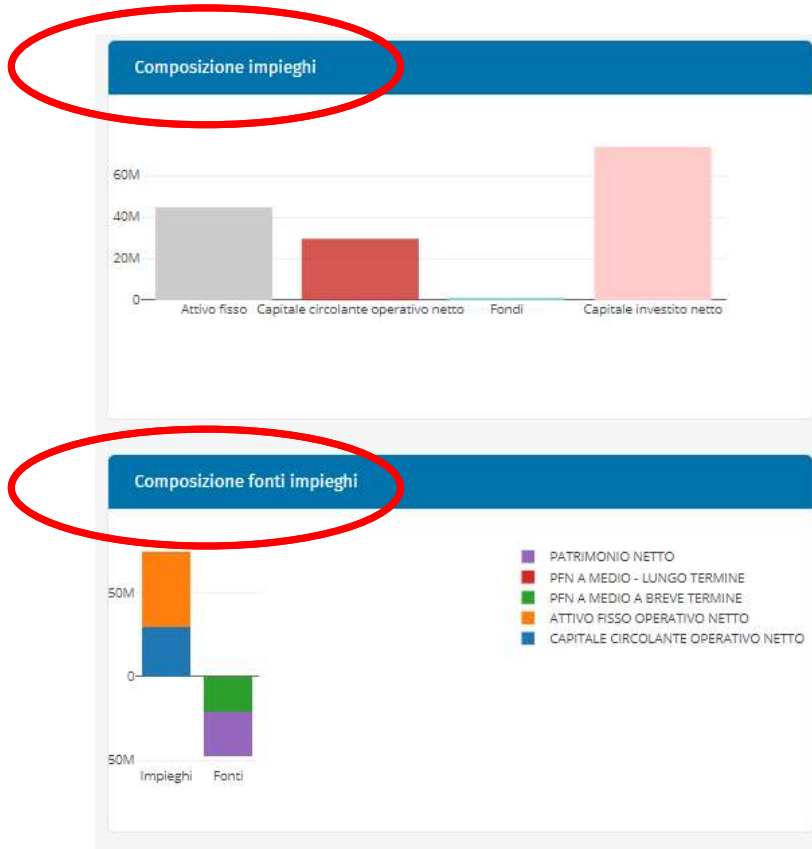 Composizione impieghi
60M
40M
20M
0
Attivo fisso Capitale circolante operativo netto Fondi Capitale investito netto
Composizione fonti impieghi
PATRIMONIO NETTO
PFN A MEDIO - LUNGO TERMINE
PFN A MEDIO A BREVE TERMINE
ATTIVO FISSO OPERATIVO NETTO
CAPITALE CIRCOLANTE OPERATIVO NETTO
50M
0
50M
Impieghi Fonti